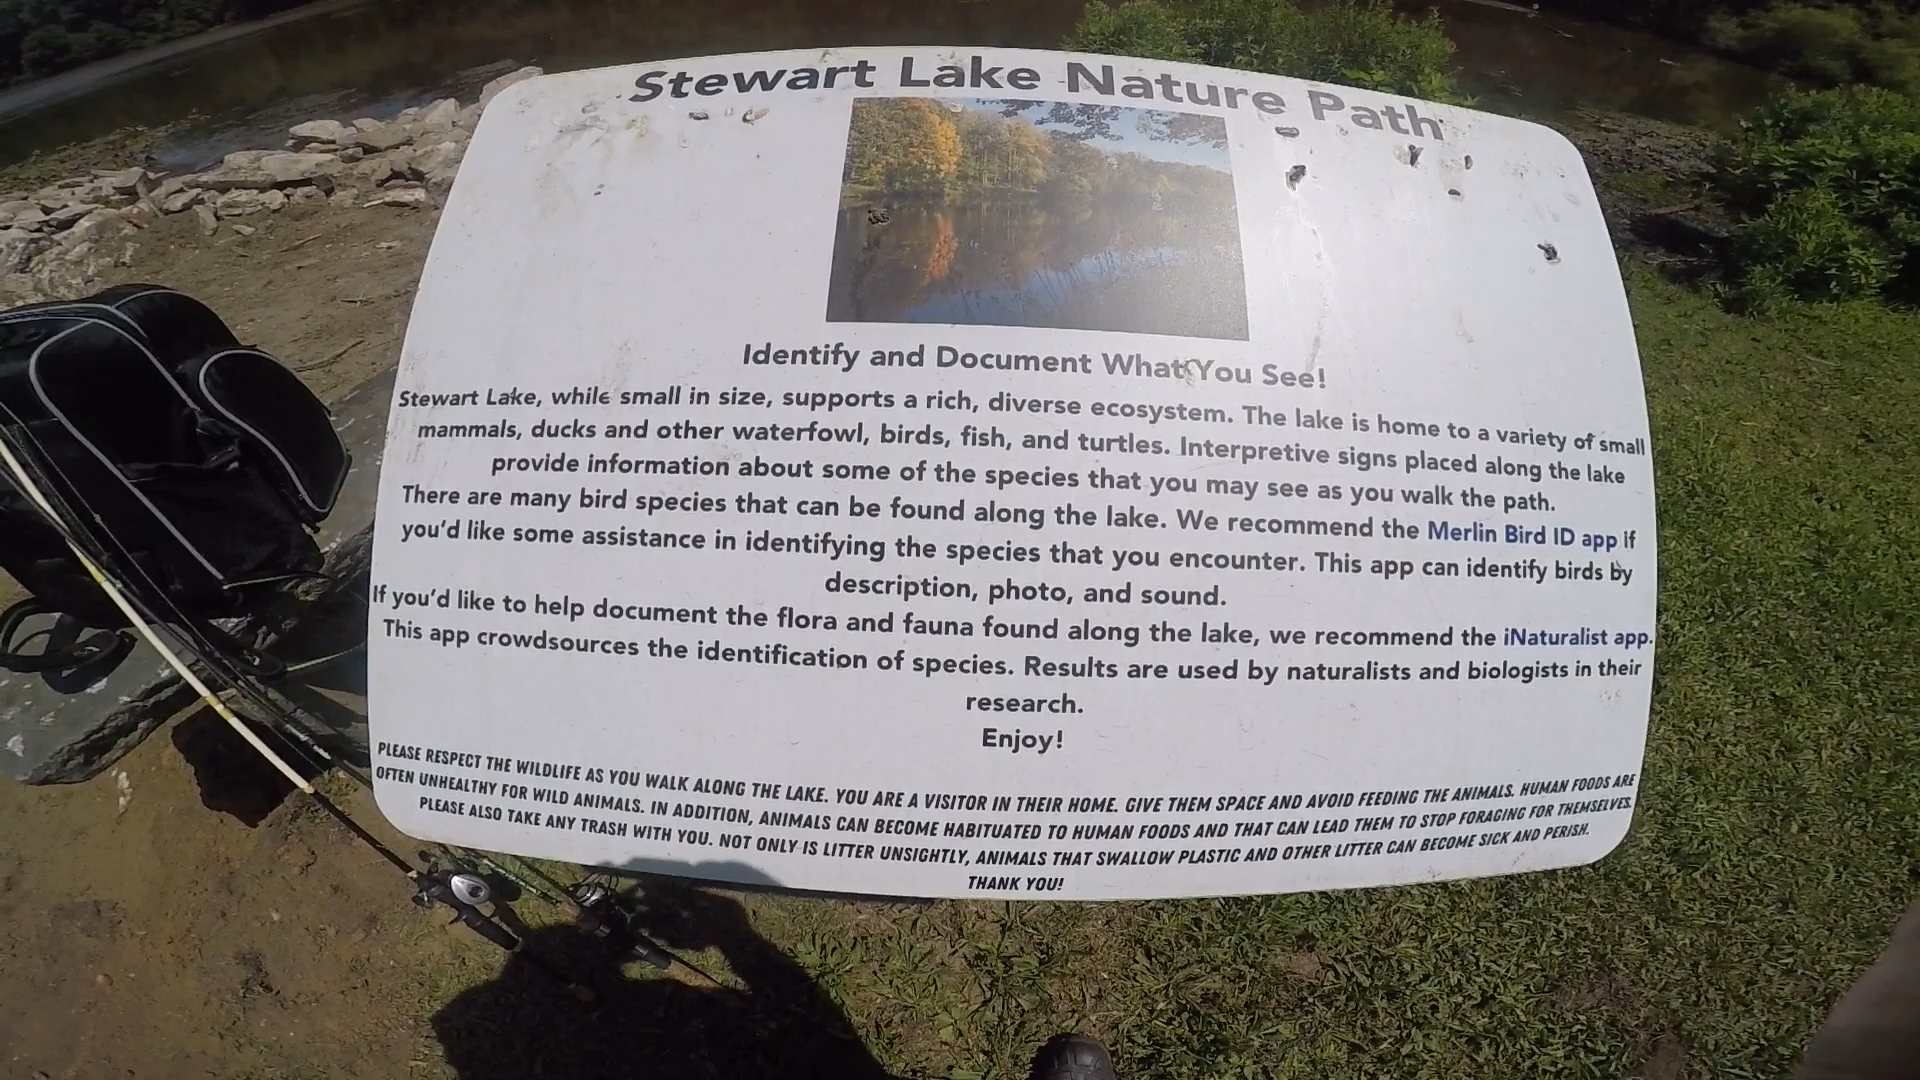 Stewart Lake Nature Path
Identify and Document What You See!
Stewart Lake, while small in size, supports a rich, diverse ecosystem. The lake is home to a variety of small
mammals, ducks and other waterfowl, birds, fish, and turtles. Interpretive signs placed along the lake
provide information about some of the species that you may see as you walk the path.
There are many bird species that can be found along the lake. We recommend the Merlin Bird ID app if
you'd like some assistance in identifying the species that you encounter. This app can identify birds by
description, photo, and sound.
If you'd like to help document the flora and fauna found along the lake, we recommend the iNaturalist app.
This app crowdsources the identification of species. Results are used by naturalists and biologists in their
research.
Enjoy!
PLEASE RESPECT THE WILDLIFE AS YOU WALK ALONG THE LAKE. YOU ARE A VISITOR IN THEIR HOME. GIVE THEM SPACE AND AVOID FEEDING THE ANIMALS. HUMAN FOODS ARE
OFTEN UNHEALTHY FOR WILD ANIMALS. IN ADDITION, ANIMALS CAN BECOME HABITUATED TO HUMAN FOODS AND THAT CAN LEAD THEM TO STOP FORAGING FOR THEMSELVES.
PLEASE ALSO TAKE ANY TRASH WITH YOU. NOT ONLY IS LITTER UNSIGHTLY, ANIMALS THAT SWALLOW PLASTIC AND OTHER LITTER CAN BECOME SICK AND PERISH.
THANK YOU!